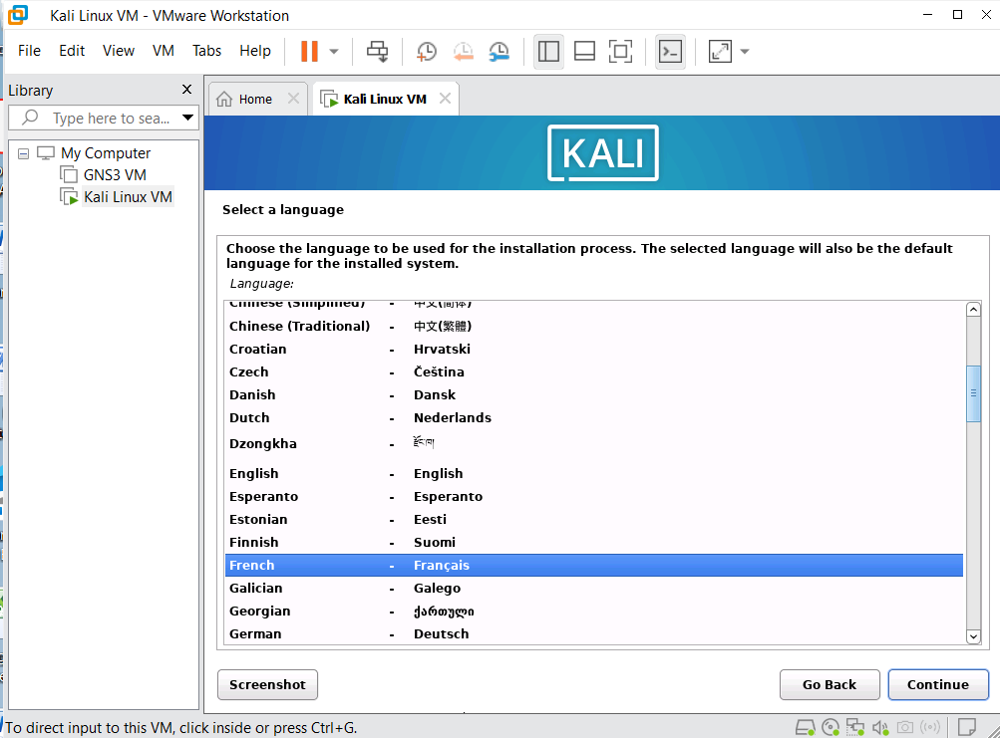 Kali Linux VM - VMware Workstation
File Edit View VM Tabs Help
Library
Type here to sea...
My Computer
GNS3 VM
Kali Linux VM
Home
Kali Linux VM
KALI
Select a language
Choose the language to be used for the installation process. The selected language will also be the default
language for the installed system.
Language:
Chinese (Simplified) - 中文(简体)
Chinese (Traditional) - 中文(繁體)
Croatian - Hrvatski
Czech - Čeština
Danish - Dansk
Dutch - Nederlands
Dzongkha - རྫོང་ཁ།
English - English
Esperanto - Esperanto
Estonian - Eesti
Finnish - Suomi
French - Français
Galician - Galego
Georgian - ქართული
German - Deutsch
Screenshot
Go Back
Continue
To direct input to this VM, click inside or press Ctrl+G.